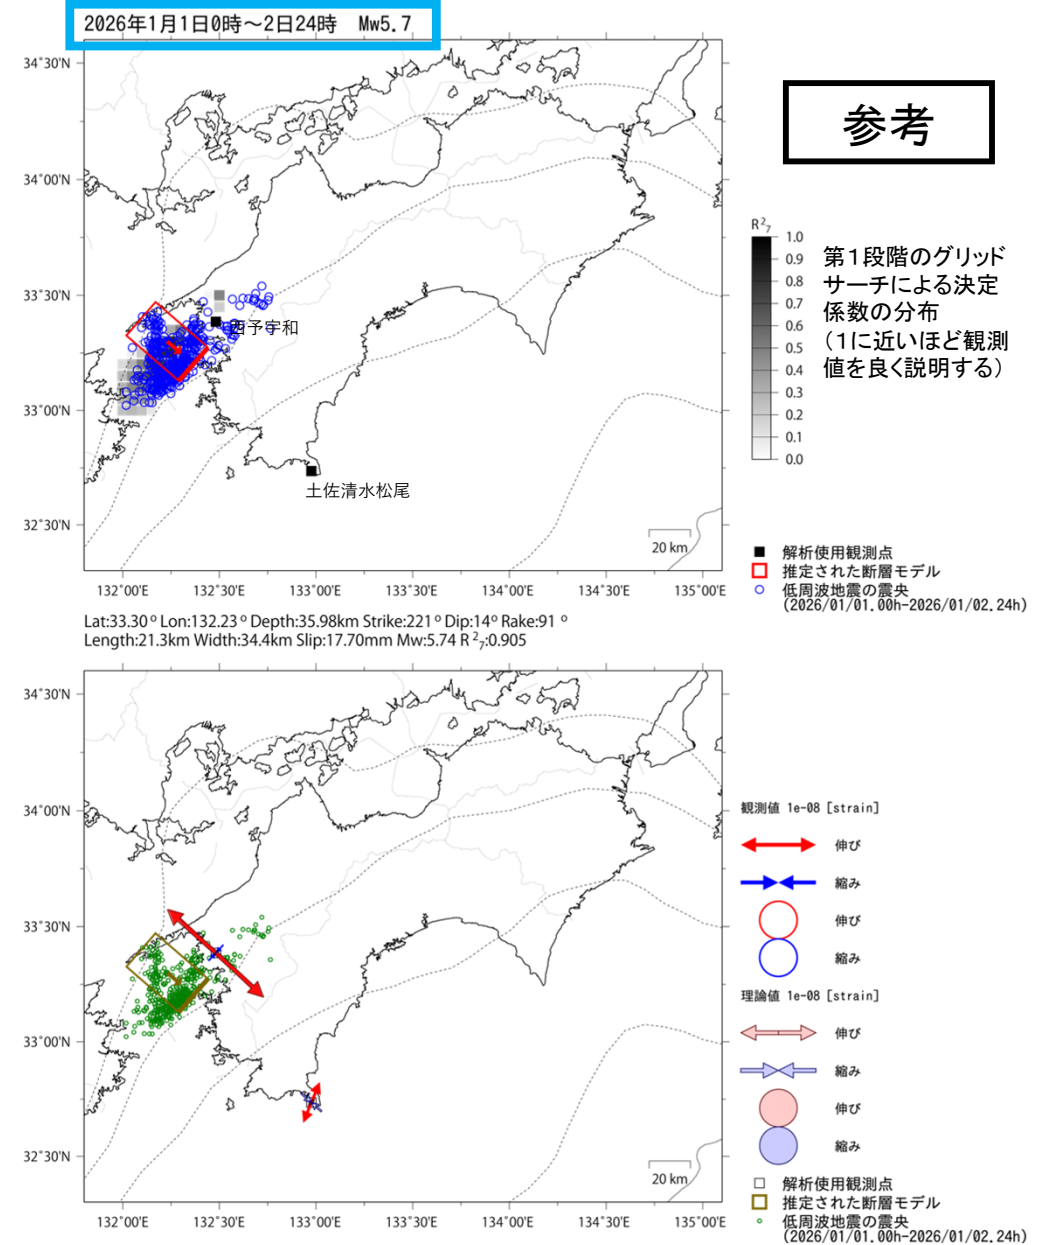 2026年1月1日0時～2日24時　Mw5.7
参考
34°30'N
34°00'N
33°30'N
33°00'N
32°30'N
西予宇和
土佐清水松尾
20 km
132°00'E 132°30'E 133°00'E 133°30'E 134°00'E 134°30'E 135°00'E
R²₇
1.0
0.9
0.8
0.7
0.6
0.5
0.4
0.3
0.2
0.1
0.0
第１段階のグリッド
サーチによる決定
係数の分布
（１に近いほど観測
値を良く説明する）
解析使用観測点
推定された断層モデル
低周波地震の震央
(2026/01/01.00h-2026/01/02.24h)
Lat:33.30 º Lon:132.23 º Depth:35.98km Strike:221 º Dip:14º Rake:91 º
Length:21.3km Width:34.4km Slip:17.70mm Mw:5.74 R ²₇:0.905
34°30'N
34°00'N
33°30'N
33°00'N
32°30'N
20 km
132°00'E 132°30'E 133°00'E 133°30'E 134°00'E 134°30'E 135°00'E
観測値 1e-08 [strain]
伸び
縮み
伸び
縮み
理論値 1e-08 [strain]
伸び
縮み
伸び
縮み
解析使用観測点
推定された断層モデル
低周波地震の震央
(2026/01/01.00h-2026/01/02.24h)